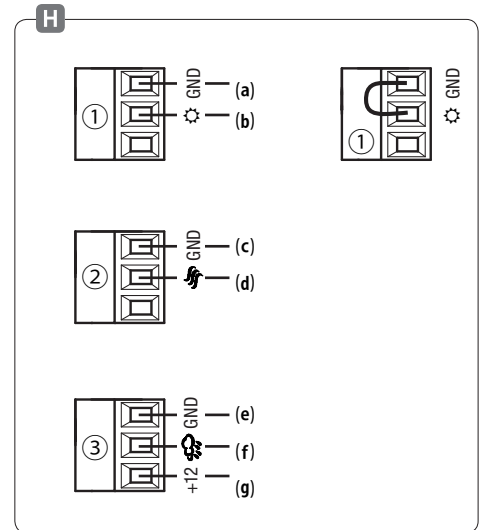 H
GND (a)
① (b)
GND
①
GND (c)
② (d)
GND (e)
③ (f)
+12 (g)